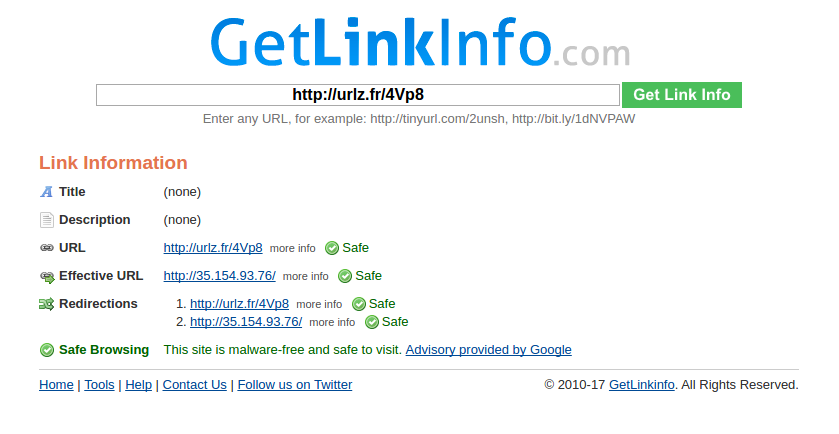 GetLinkInfo.com
http://urlz.fr/4Vp8 Get Link Info
Enter any URL, for example: http://tinyurl.com/2unsh, http://bit.ly/1dNVPAW
Link Information
Title (none)
Description (none)
URL http://urlz.fr/4Vp8 more info Safe
Effective URL http://35.154.93.76/ more info Safe
Redirections 1. http://urlz.fr/4Vp8 more info Safe
2. http://35.154.93.76/ more info Safe
Safe Browsing This site is malware-free and safe to visit. Advisory provided by Google
Home | Tools | Help | Contact Us | Follow us on Twitter © 2010-17 GetLinkinfo. All Rights Reserved.